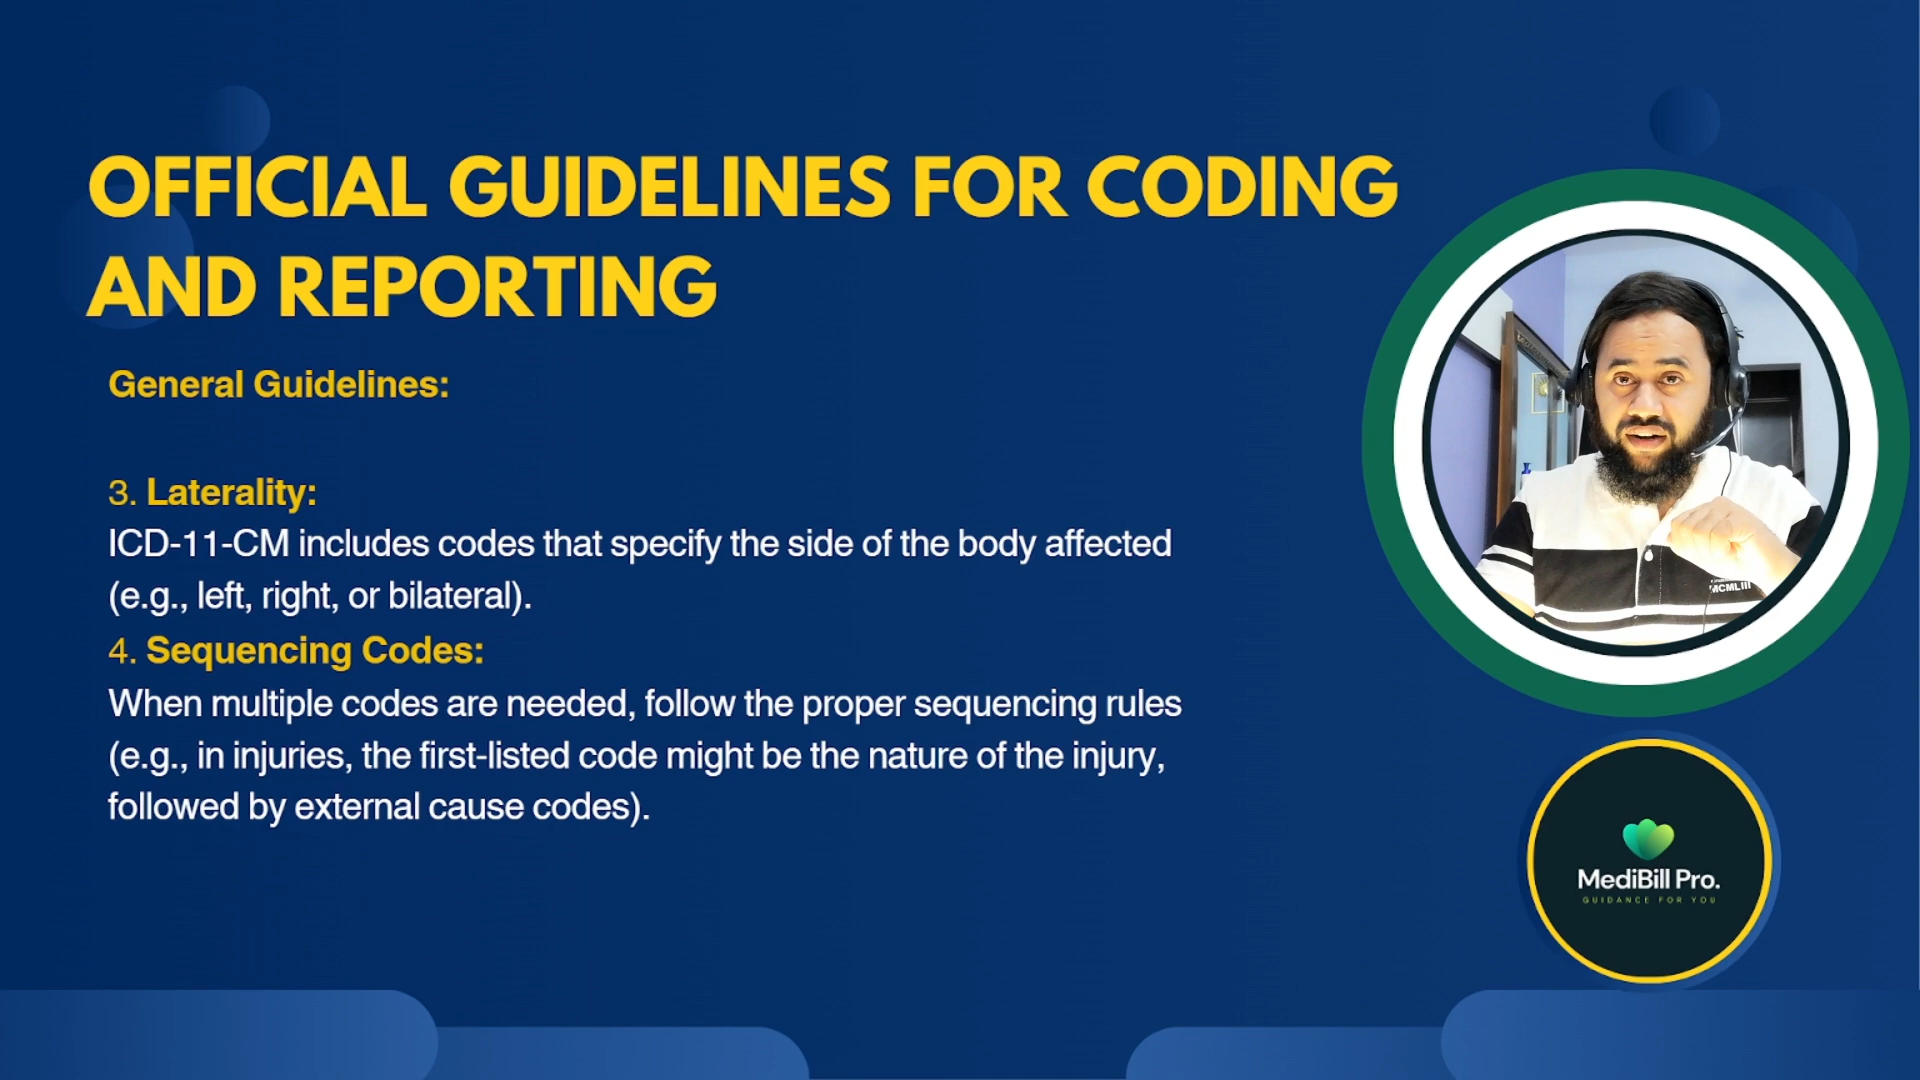 OFFICIAL GUIDELINES FOR CODING
AND REPORTING
General Guidelines:
3. Laterality:
ICD-11-CM includes codes that specify the side of the body affected
(e.g., left, right, or bilateral).
4. Sequencing Codes:
When multiple codes are needed, follow the proper sequencing rules
(e.g., in injuries, the first-listed code might be the nature of the injury,
followed by external cause codes).
MCMLIII
MediBill Pro.
GUIDANCE FOR YOU